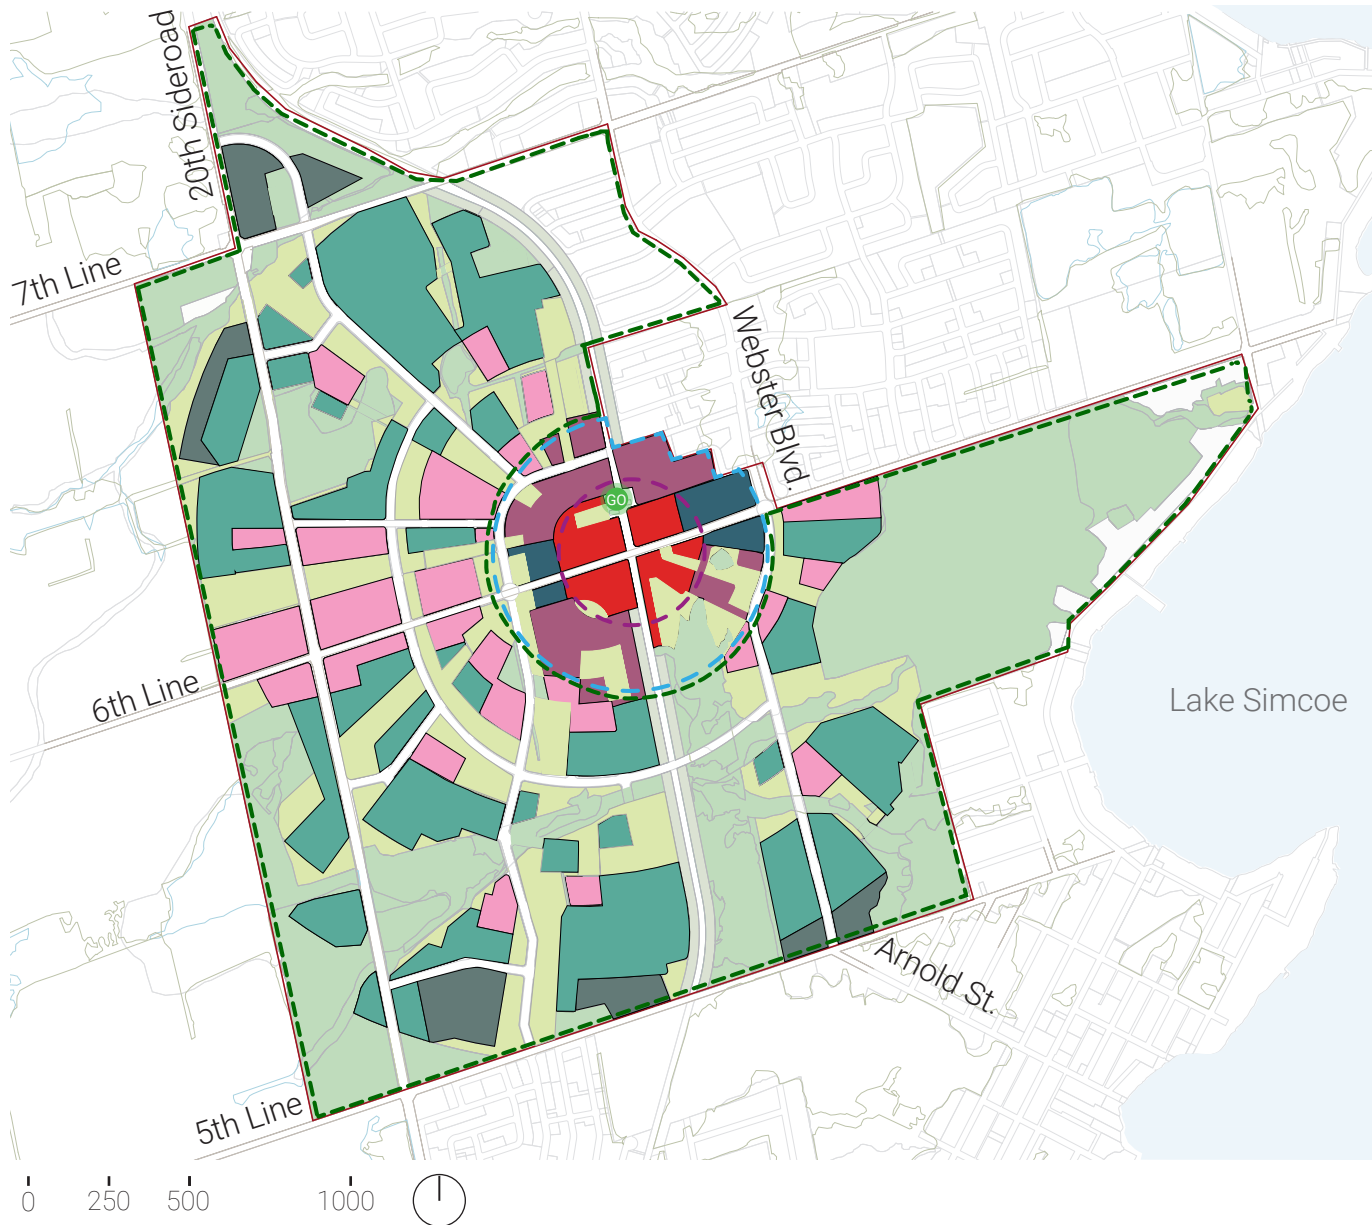 20th Sideroad
7th Line
Webster Blvd.
GO
6th Line
Lake Simcoe
Arnold St.
5th Line
0 250 500 1000